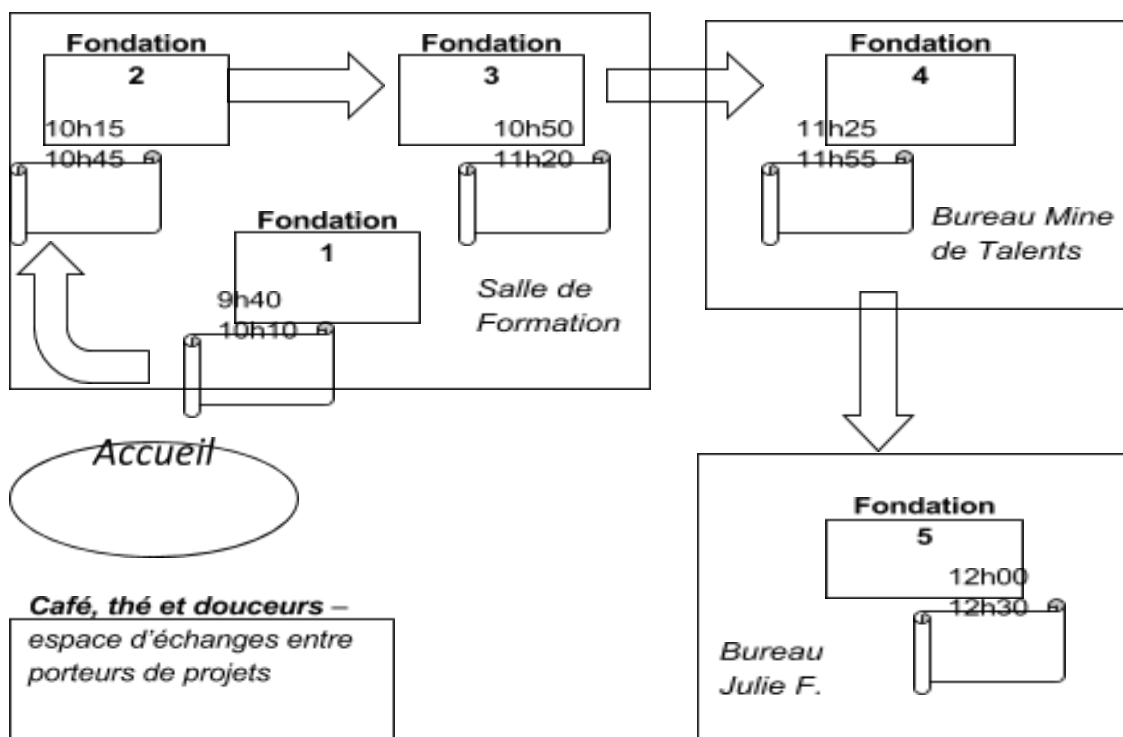 Fondation
2
10h15
10h45
Fondation
3
10h50
11h20
Fondation
1
9h40
10h10
Salle de
Formation
Fondation
4
11h25
11h55
Bureau Mine
de Talents
Accueil
Café, thé et douceurs –
espace d’échanges entre
porteurs de projets
Fondation
5
12h00
12h30
Bureau
Julie F.